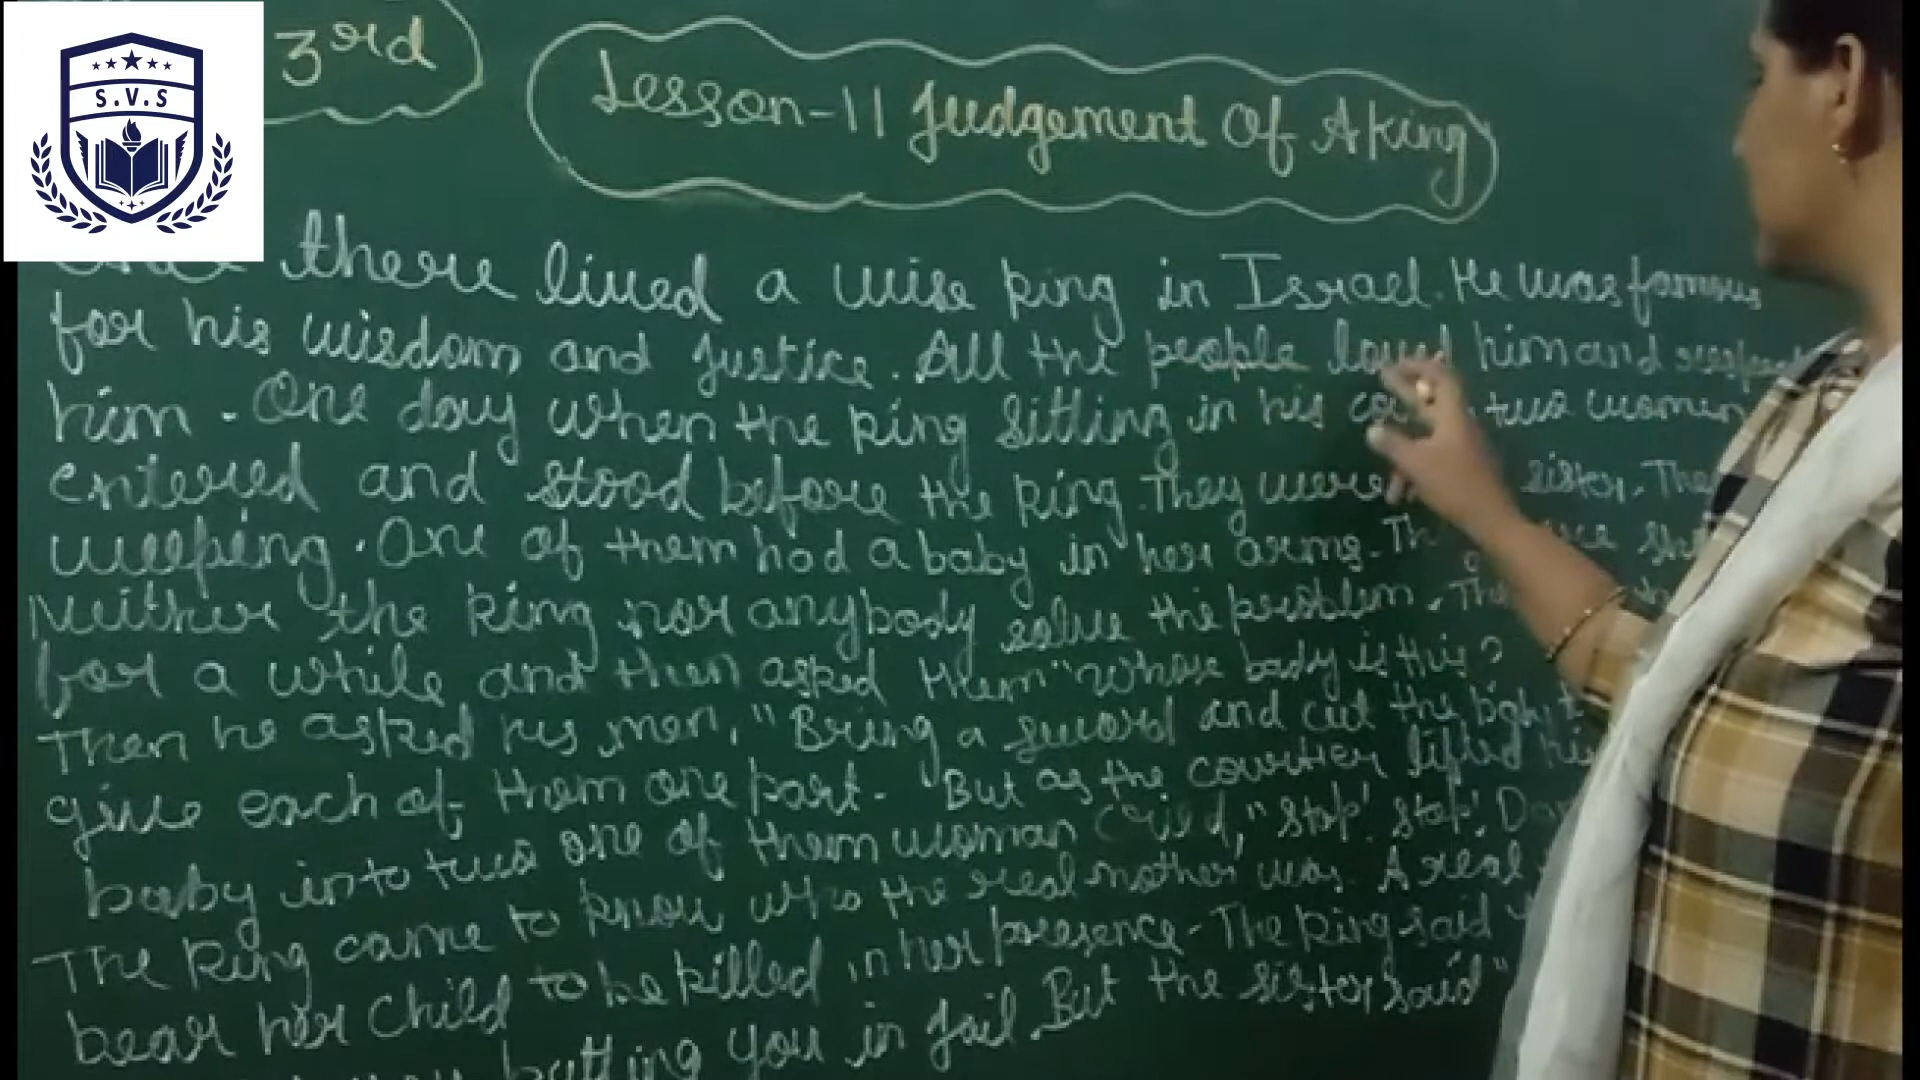 S.V.S
3rd
Lesson-11 Judgement Of A King
there lived a wise king in Israel. He was famous
for his wisdom and justice. All the people loved him and
him. One day when the king sitting in his two women
entered and stood before the king. They were sister. The
weeping. One of them had a baby in her arms.
Neither the king nor anybody solve the problem.
for a while and then asked them "whose baby is this?
Then he asked his men, "Bring a sword and cut the
give each of them one part. But as the courtier lifted his
baby into two one of them woman cried, "Stop! stop!
The king came to know who the real mother was. A real
bear her child to be killed in her presence. The king said
putting you in jail. But the sister said"